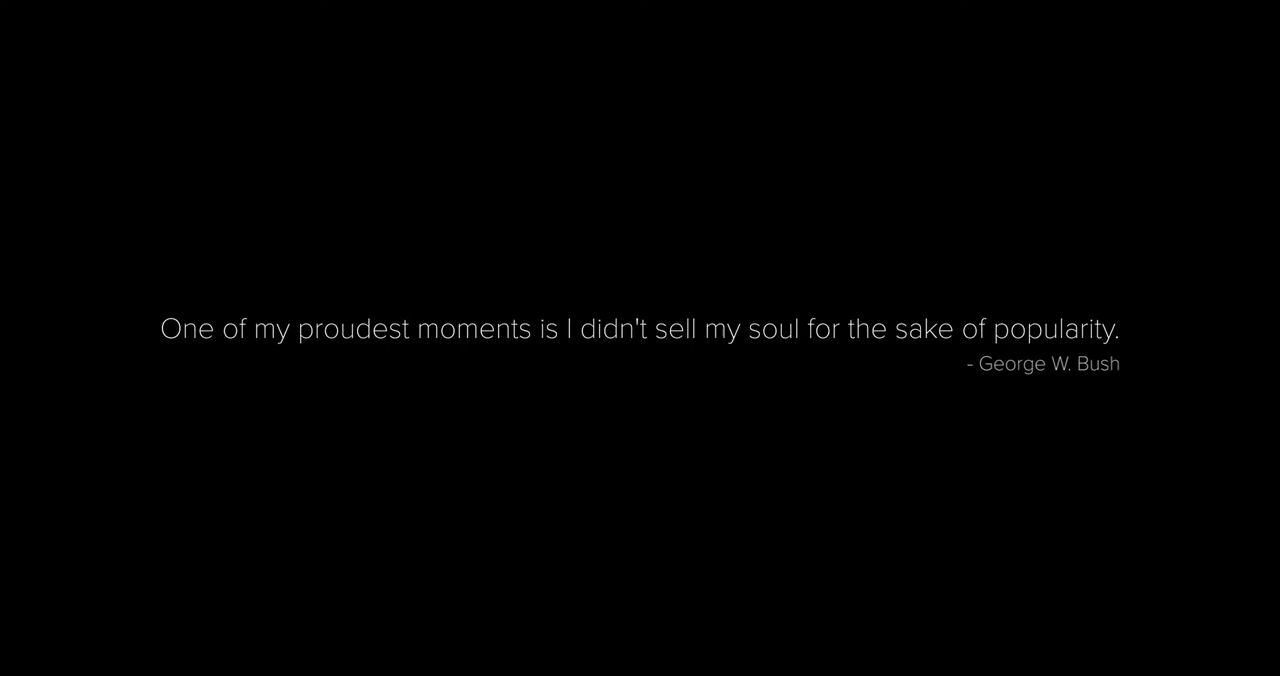 One of my proudest moments is I didn't sell my soul for the sake of popularity.
- George W. Bush